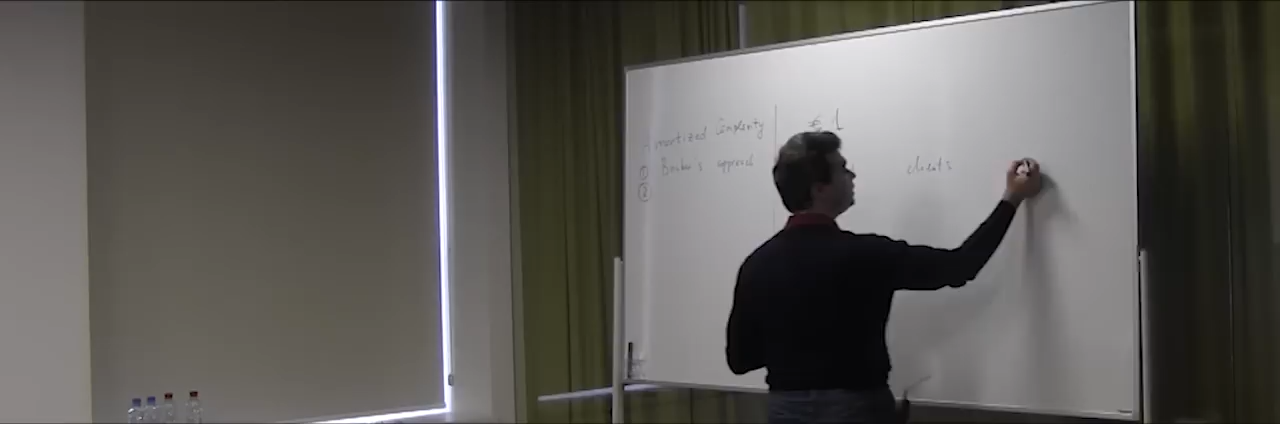 Amortized Complexity
① Banker's approach
②
clients